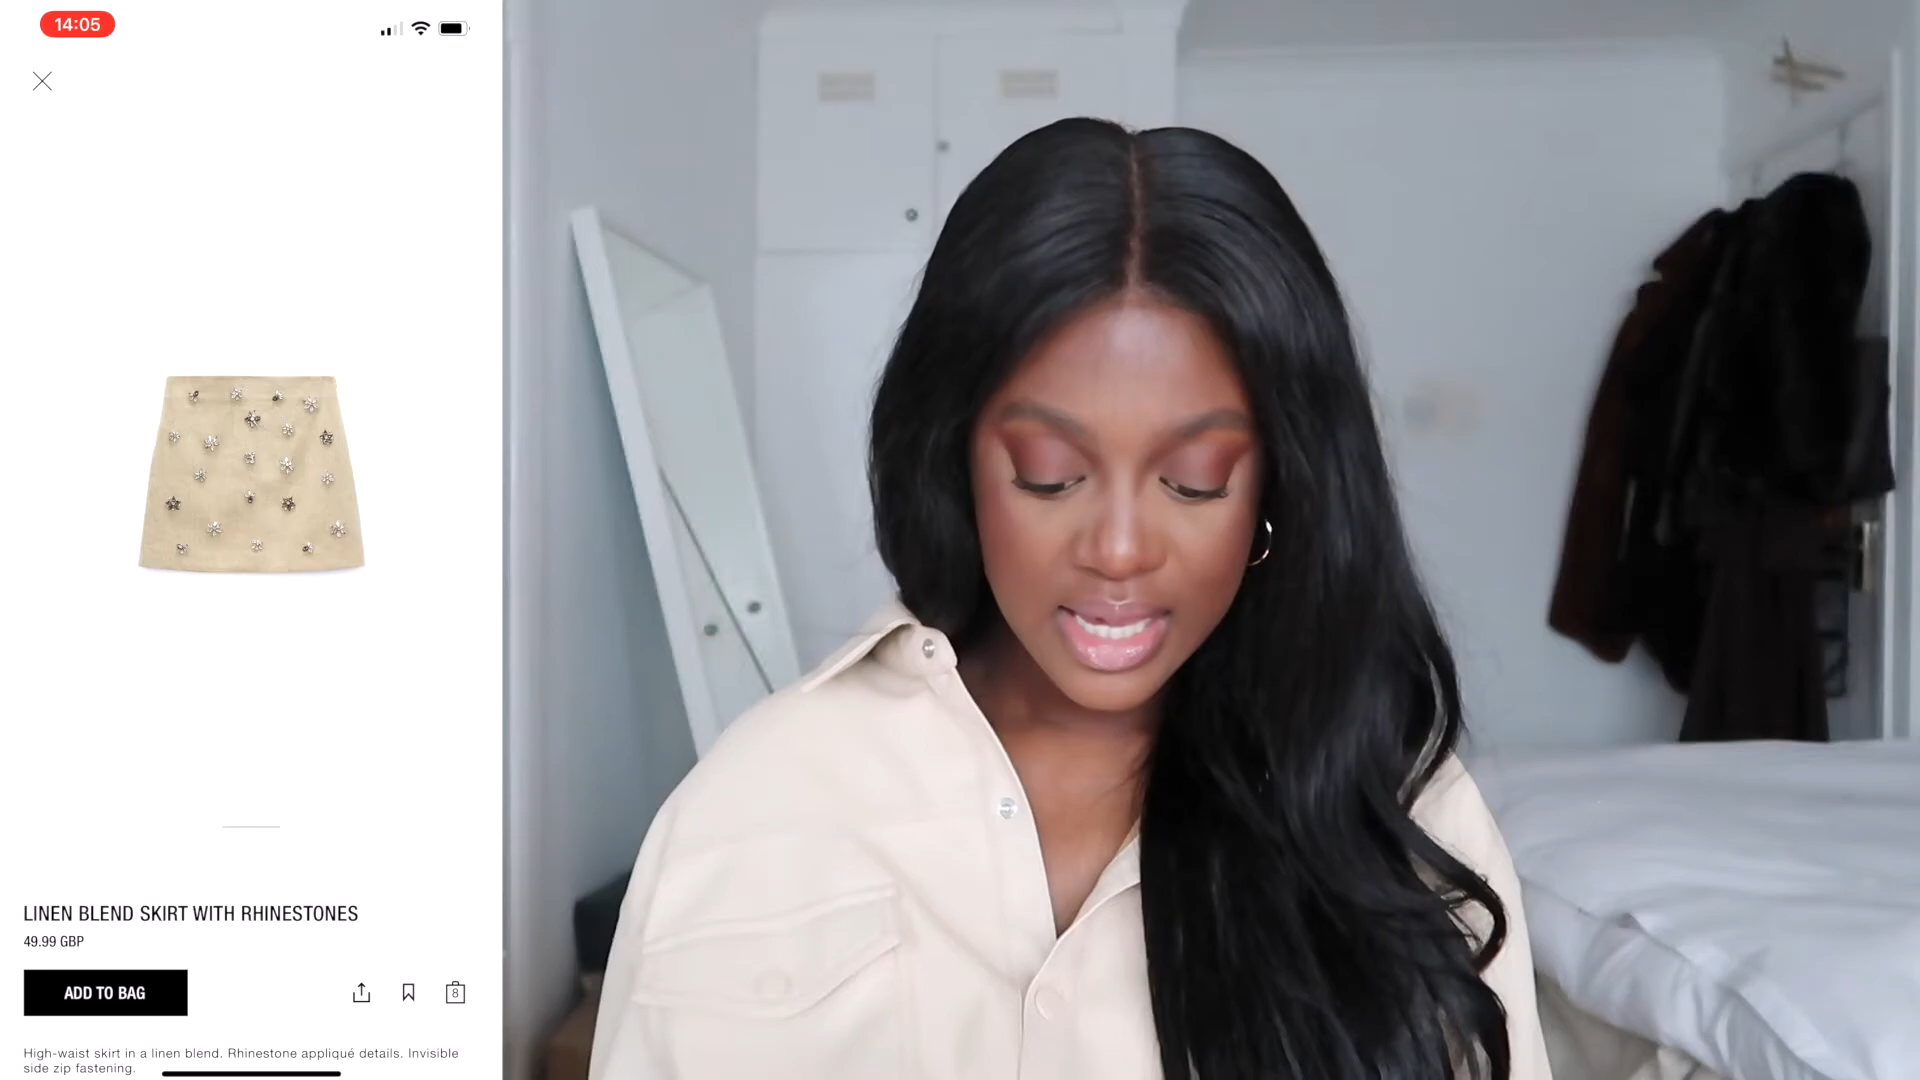 14:05
LINEN BLEND SKIRT WITH RHINESTONES
49.99 GBP
ADD TO BAG
8
High-waist skirt in a linen blend. Rhinestone appliqué details. Invisible
side zip fastening.